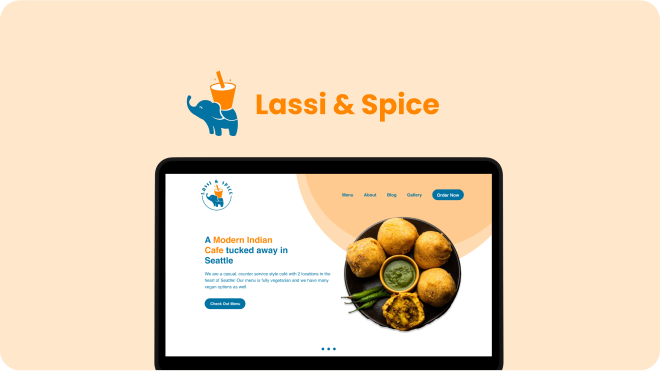 Lassi & Spice
LASSI & SPICE
Menu About Blog Gallery Order Now
A Modern Indian
Cafe tucked away in
Seattle
We are a casual, counter service style café with 2 locations in the
heart of Seattle! Our menu is fully vegetarian and we have many
vegan options as well.
Check Out Menu